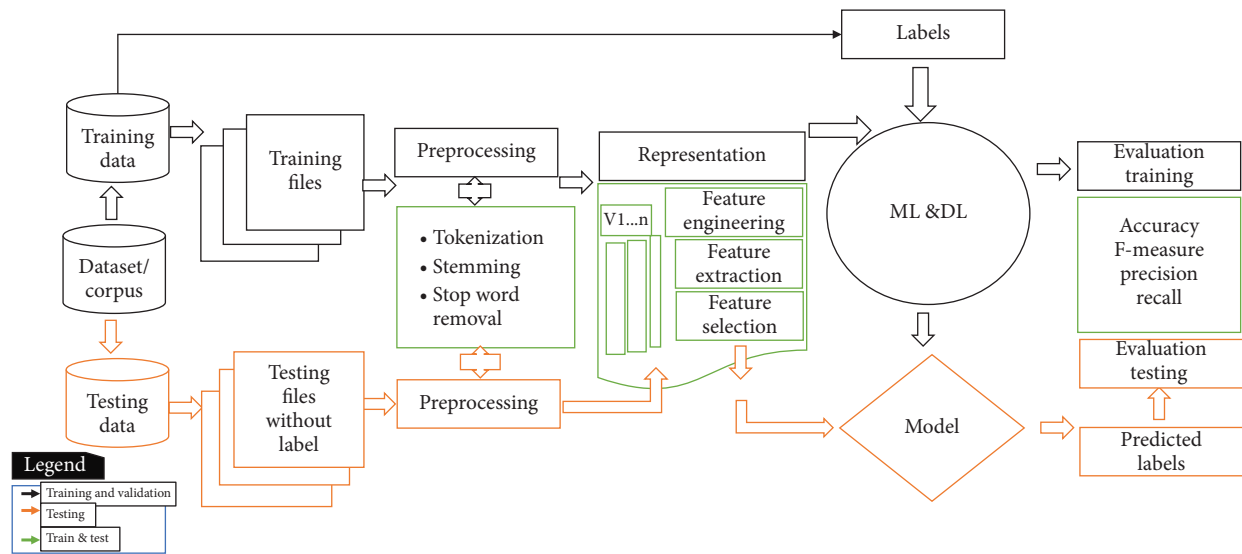 Labels
Training
data
Training
files
Preprocessing
Representation
ML &DL
Evaluation
training
Dataset/
corpus
• Tokenization
• Stemming
• Stop word
removal
V1...n
Feature
engineering
Feature
extraction
Feature
selection
Accuracy
F-measure
precision
recall
Testing
data
Testing
files
without
label
Preprocessing
Model
Evaluation
testing
Predicted
labels
Legend
Training and validation
Testing
Train & test